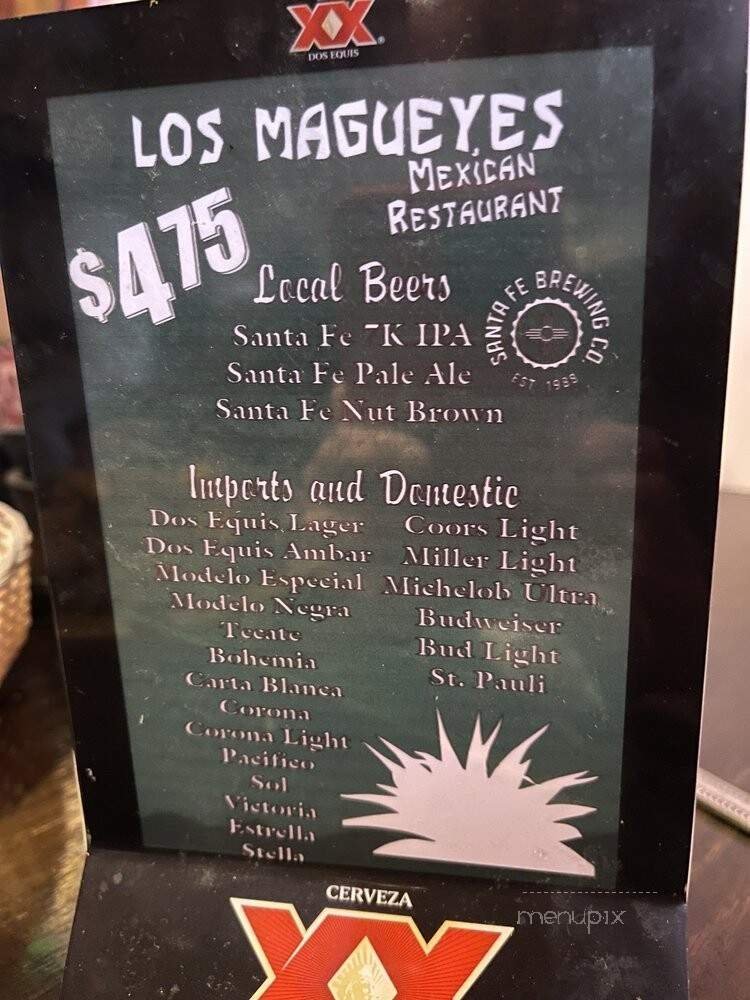 XX
DOS EQUIS
LOS MAGUEYES
MEXICAN
RESTAURANT
$4.75
Local Beers
SANTA FE BREWING CO.
EST 1988
Santa Fe 7K IPA
Santa Fe Pale Ale
Santa Fe Nut Brown
Imports and Domestic
Dos Equis Lager
Dos Equis Ambar
Modelo Especial
Modelo Negra
Tecate
Bohemia
Carta Blanca
Corona
Corona Light
Pacifico
Sol
Victoria
Estrella
Stella
Coors Light
Miller Light
Michelob Ultra
Budweiser
Bud Light
St. Pauli
CERVEZA
XX
menupix